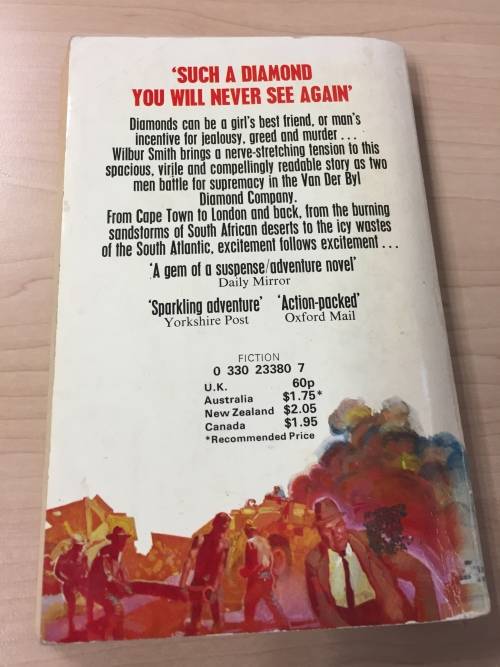 ‘SUCH A DIAMOND
YOU WILL NEVER SEE AGAIN’
Diamonds can be a girl's best friend, or man's
incentive for jealousy, greed and murder . . .
Wilbur Smith brings a nerve-stretching tension to this
spacious, virile and compellingly readable story as two
men battle for supremacy in the Van Der Byl
Diamond Company.
From Cape Town to London and back, from the burning
sandstorms of South African deserts to the icy wastes
of the South Atlantic, excitement follows excitement . . .
‘A gem of a suspense/adventure novel’
Daily Mirror
‘Sparkling adventure’ ‘Action-packed’
Yorkshire Post Oxford Mail
FICTION
0 330 23380 7
U.K. 60p
Australia $1.75*
New Zealand $2.05
Canada $1.95
*Recommended Price